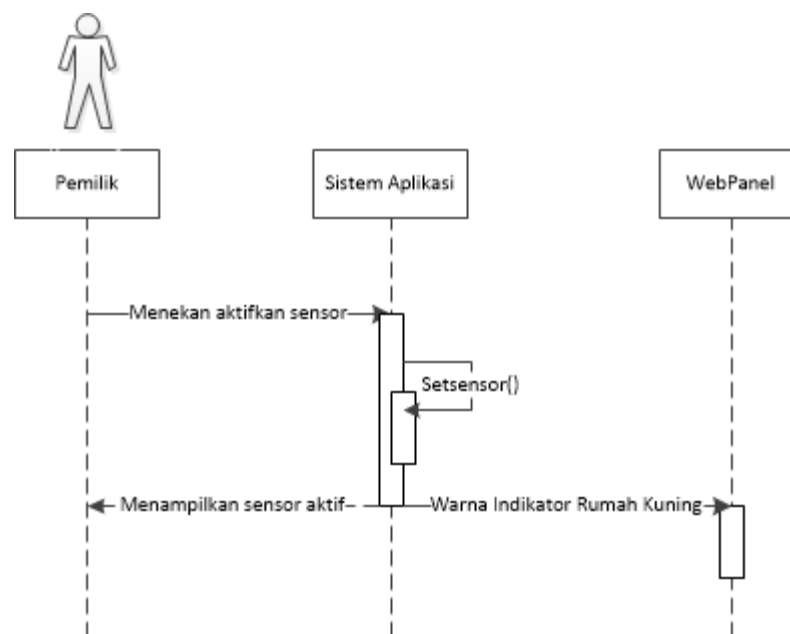 Pemilik
Sistem Aplikasi
WebPanel
Menekan aktifkan sensor
Setsensor()
Menampilkan sensor aktif
Warna Indikator Rumah Kuning